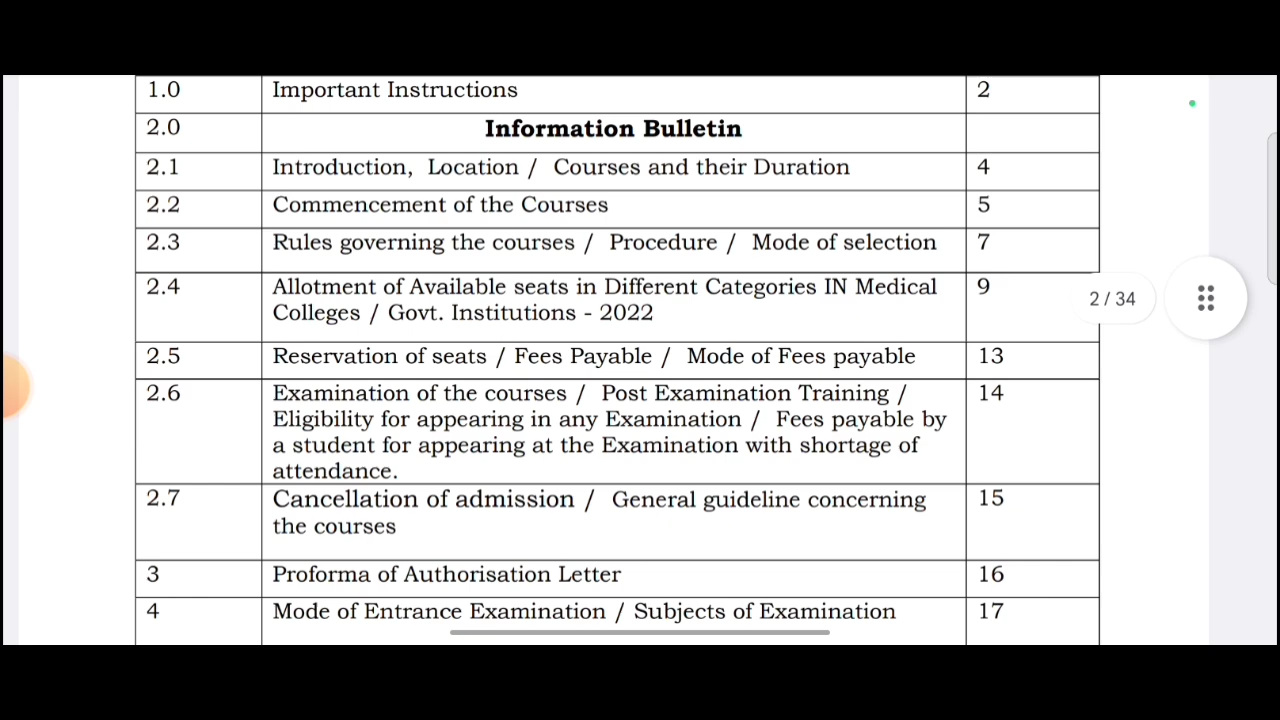 1.0 Important Instructions 2
2.0 Information Bulletin
2.1 Introduction, Location / Courses and their Duration 4
2.2 Commencement of the Courses 5
2.3 Rules governing the courses / Procedure / Mode of selection 7
2.4 Allotment of Available seats in Different Categories IN Medical 9
Colleges / Govt. Institutions - 2022
2 / 34
2.5 Reservation of seats / Fees Payable / Mode of Fees payable 13
2.6 Examination of the courses / Post Examination Training / 14
Eligibility for appearing in any Examination / Fees payable by
a student for appearing at the Examination with shortage of
attendance.
2.7 Cancellation of admission / General guideline concerning 15
the courses
3 Proforma of Authorisation Letter 16
4 Mode of Entrance Examination / Subjects of Examination 17